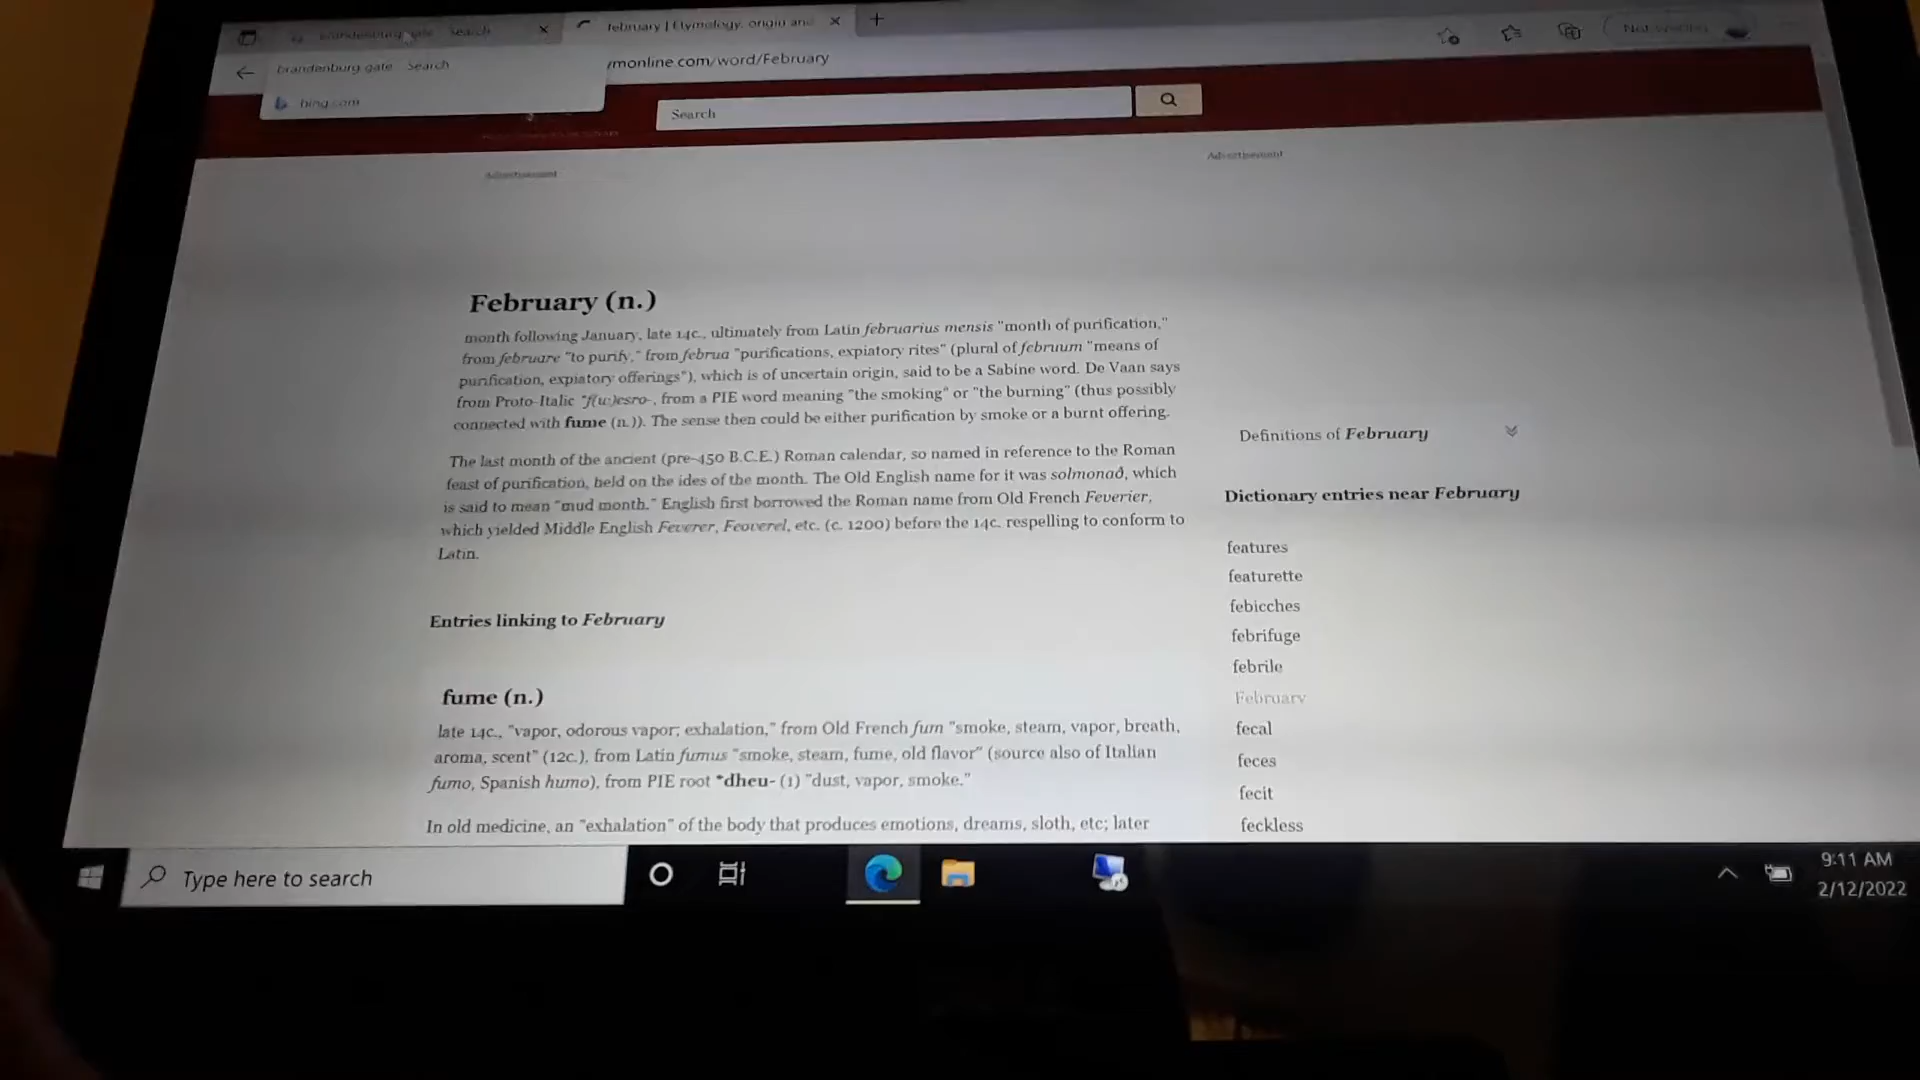 brandenburg gate Search
february | Etymology, origin and
brandenburg gate Search
ymonline.com/word/February
bing.com
Search
Advertisement
Advertisement
February (n.)
month following January, late 14c., ultimately from Latin februarius mensis "month of purification,"
from februare "to purify," from februa "purifications, expiatory rites" (plural of februum "means of
purification, expiatory offerings"), which is of uncertain origin, said to be a Sabine word. De Vaan says
from Proto-Italic *f(w)esro-, from a PIE word meaning "the smoking" or "the burning" (thus possibly
connected with fume (n.)). The sense then could be either purification by smoke or a burnt offering.
The last month of the ancient (pre-450 B.C.E.) Roman calendar, so named in reference to the Roman
feast of purification, held on the ides of the month. The Old English name for it was solmonað, which
is said to mean "mud month." English first borrowed the Roman name from Old French Feverier,
which yielded Middle English Feverer, Feoverel, etc. (c. 1200) before the 14c. respelling to conform to
Latin.
Entries linking to February
fume (n.)
late 14c., "vapor, odorous vapor; exhalation," from Old French fum "smoke, steam, vapor, breath,
aroma, scent" (12c.), from Latin fumus "smoke, steam, fume, old flavor" (source also of Italian
fumo, Spanish humo), from PIE root *dheu- (1) "dust, vapor, smoke."
In old medicine, an "exhalation" of the body that produces emotions, dreams, sloth, etc; later
Definitions of February
Dictionary entries near February
features
featurette
febicches
febrifuge
febrile
February
fecal
feces
fecit
feckless
Type here to search
9:11 AM
2/12/2022